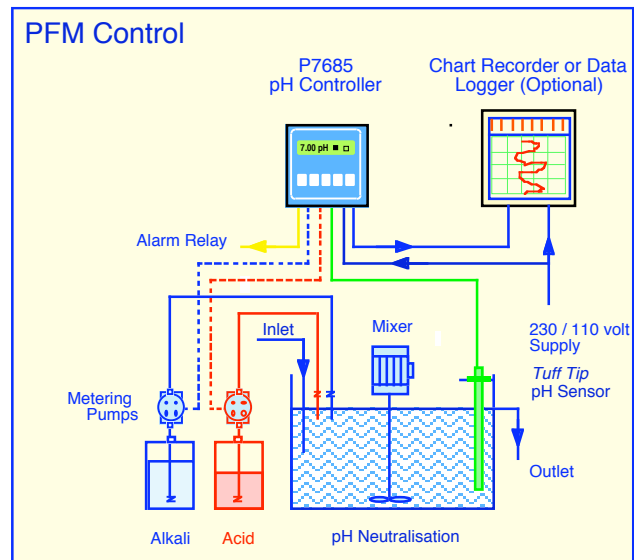 PFM Control
P7685
pH Controller
Chart Recorder or Data
Logger (Optional)
7.00 pH
Alarm Relay
Inlet
Mixer
230 / 110 volt
Supply
Tuff Tip
pH Sensor
Metering
Pumps
Outlet
Alkali
Acid
pH Neutralisation